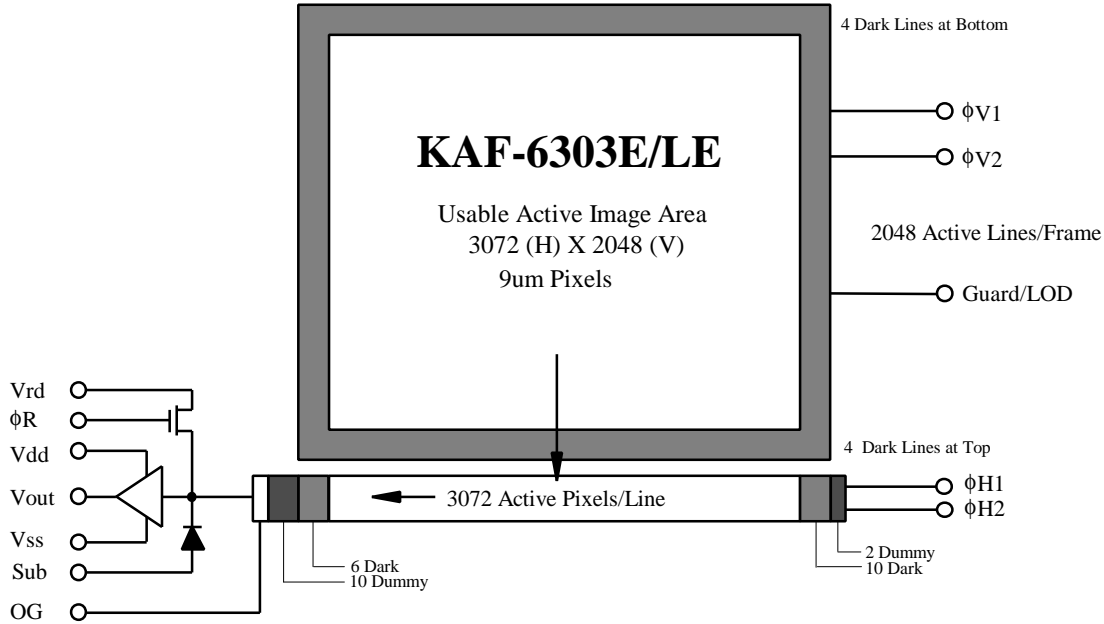 4 Dark Lines at Bottom
ϕV1
KAF-6303E/LE
ϕV2
Usable Active Image Area
3072 (H) X 2048 (V)
9um Pixels
2048 Active Lines/Frame
Guard/LOD
Vrd
ϕR
Vdd
4 Dark Lines at Top
Vout
3072 Active Pixels/Line
ϕH1
ϕH2
Vss
Sub
OG
6 Dark
10 Dummy
2 Dummy
10 Dark